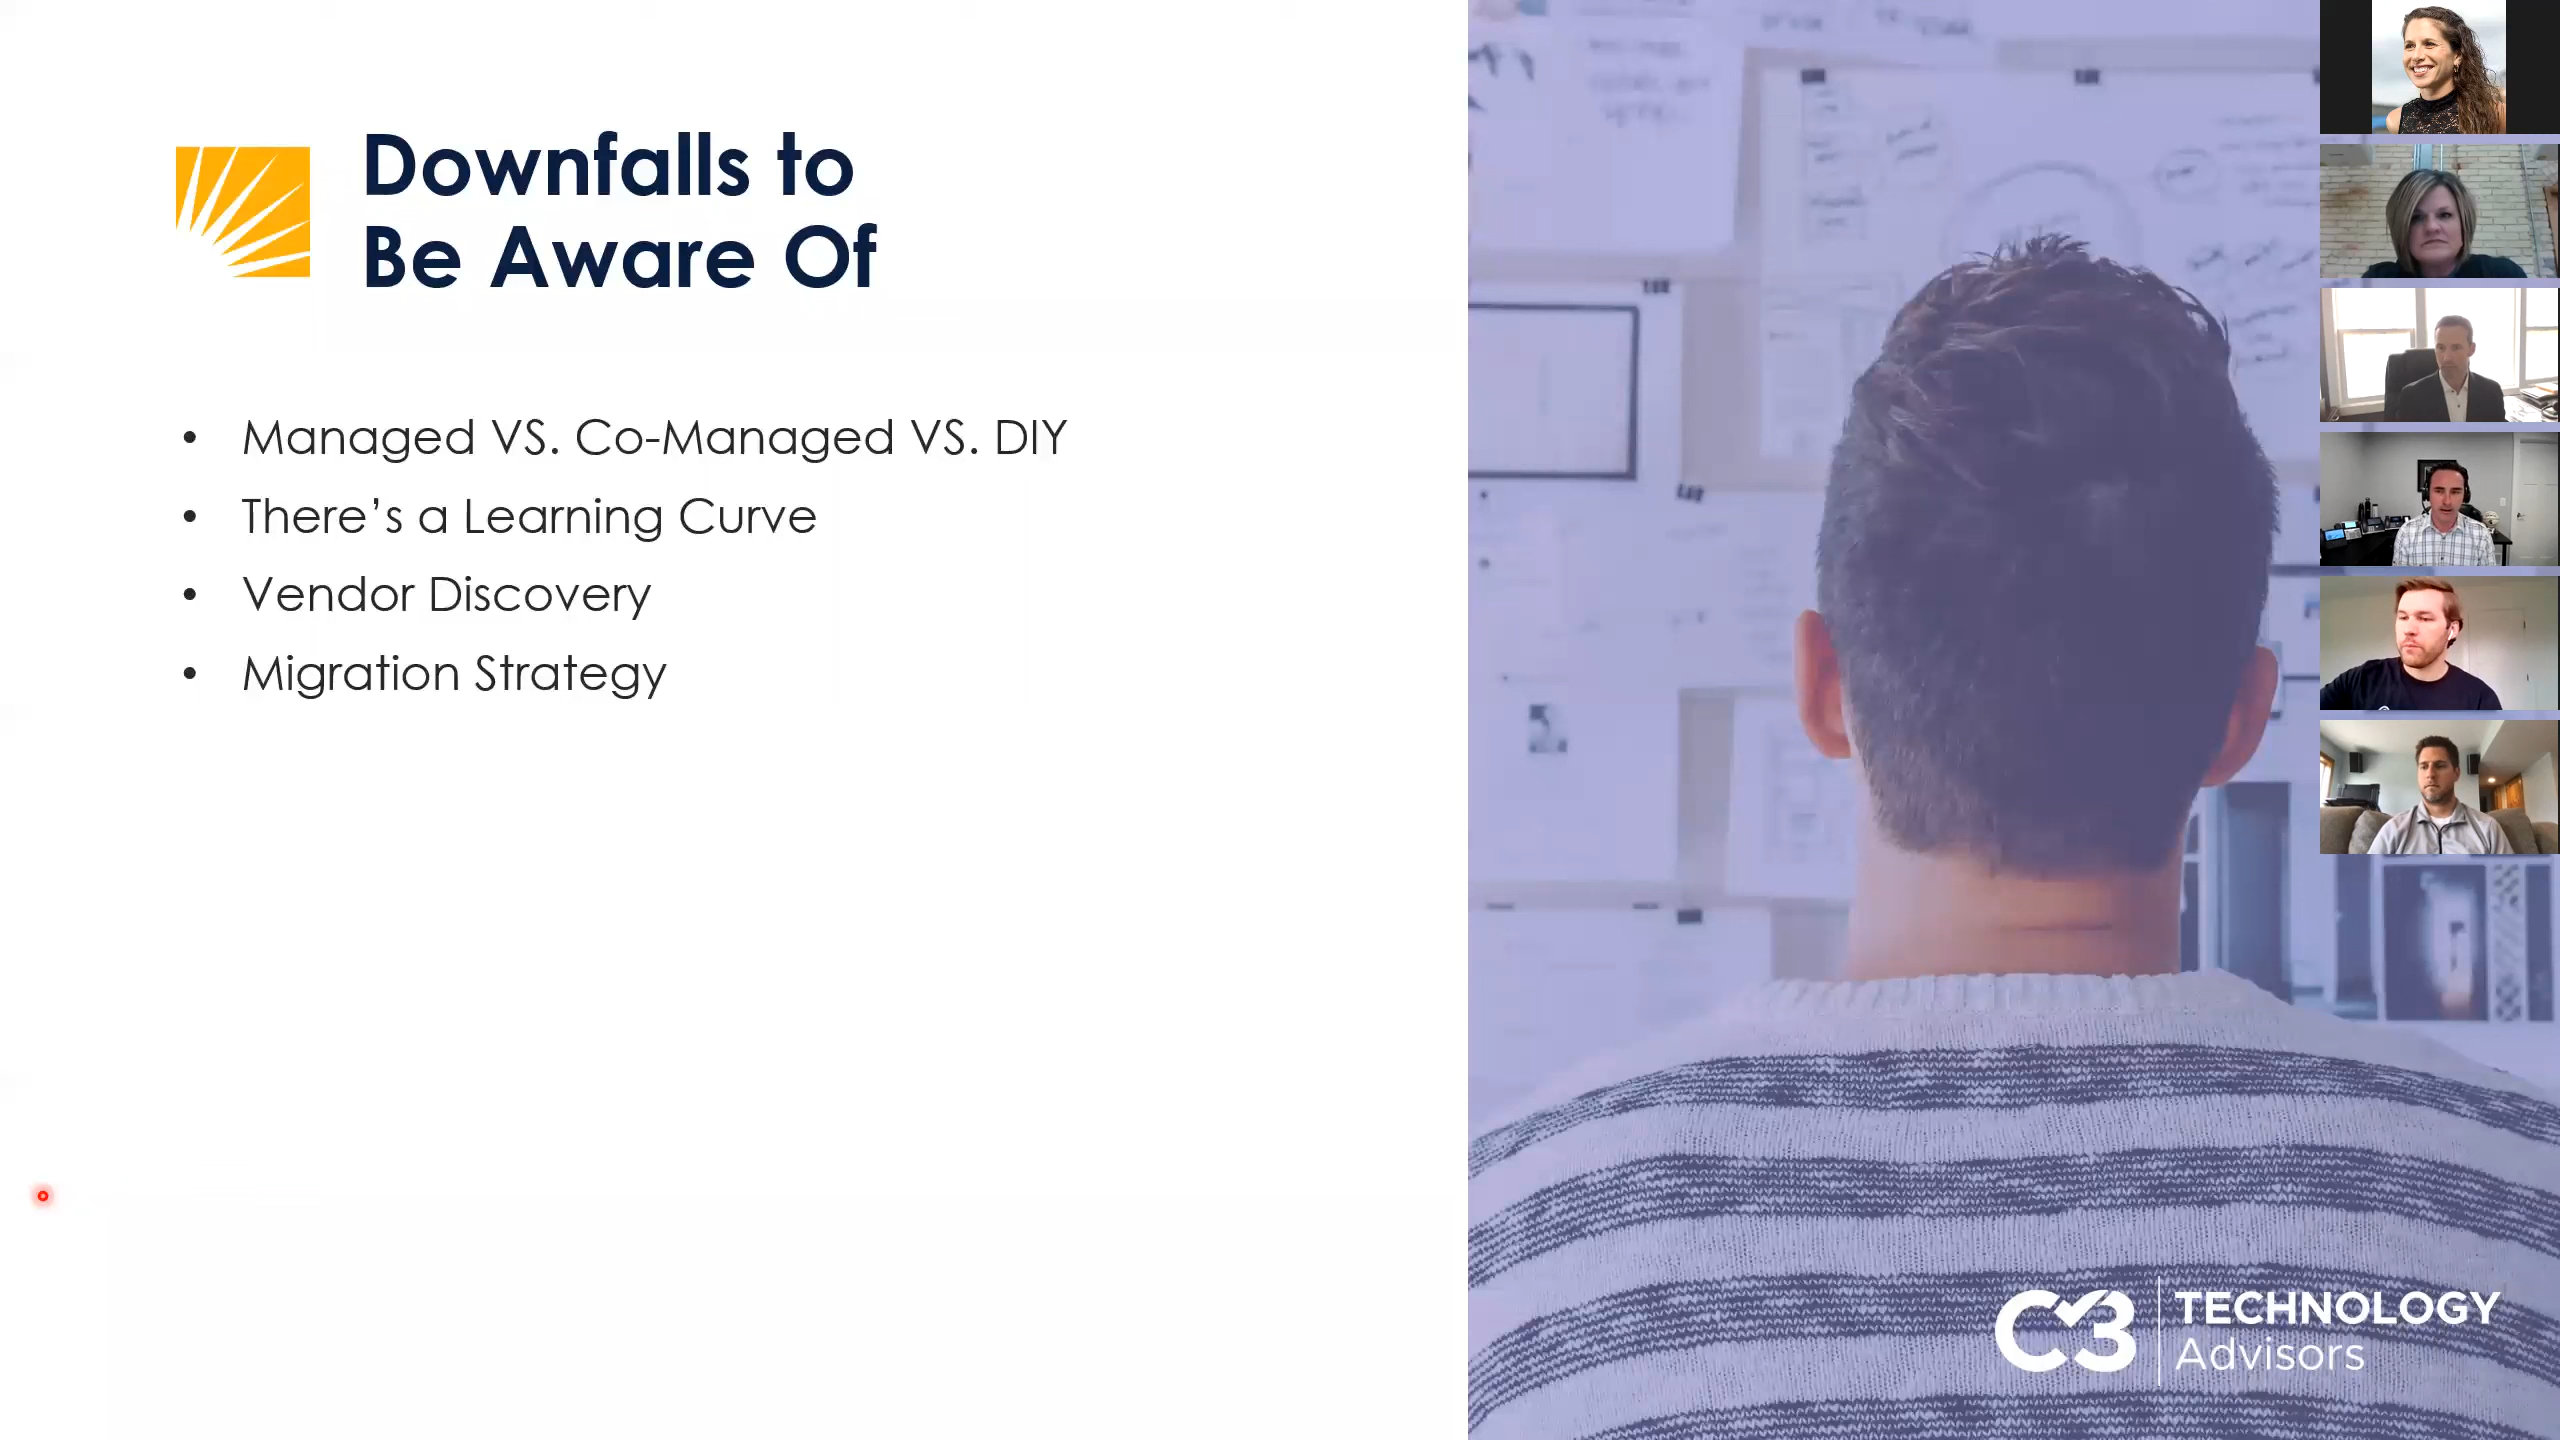 Downfalls to
Be Aware Of
• Managed VS. Co-Managed VS. DIY
• There’s a Learning Curve
• Vendor Discovery
• Migration Strategy
C3 TECHNOLOGY
Advisors